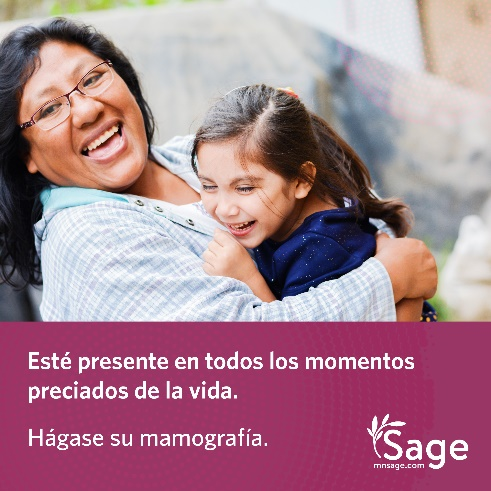 Esté presente en todos los momentos
preciados de la vida.
Hágase su mamografía.
Sage
mnsage.com